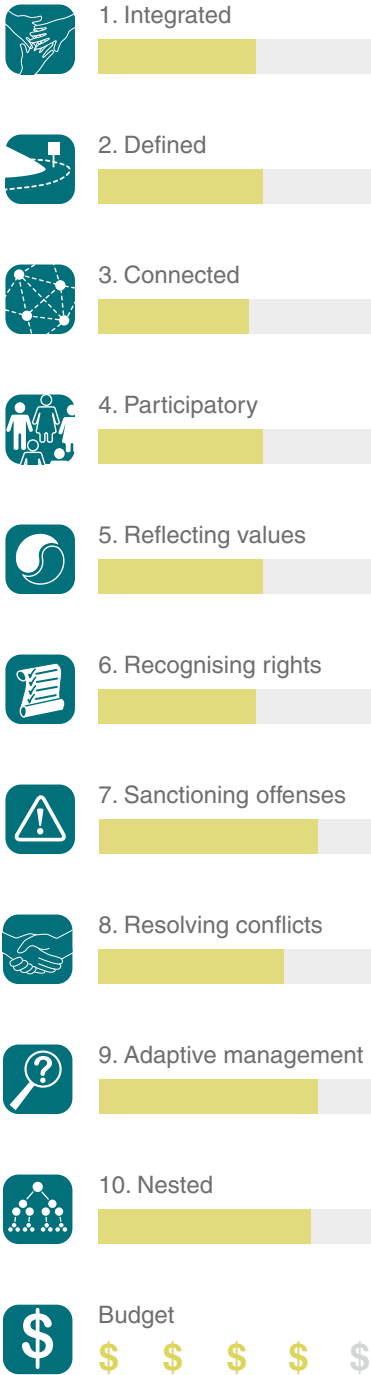 1. Integrated
2. Defined
3. Connected
4. Participatory
5. Reflecting values
6. Recognising rights
7. Sanctioning offenses
8. Resolving conflicts
9. Adaptive management
10. Nested
Budget
$ $ $ $ $ $